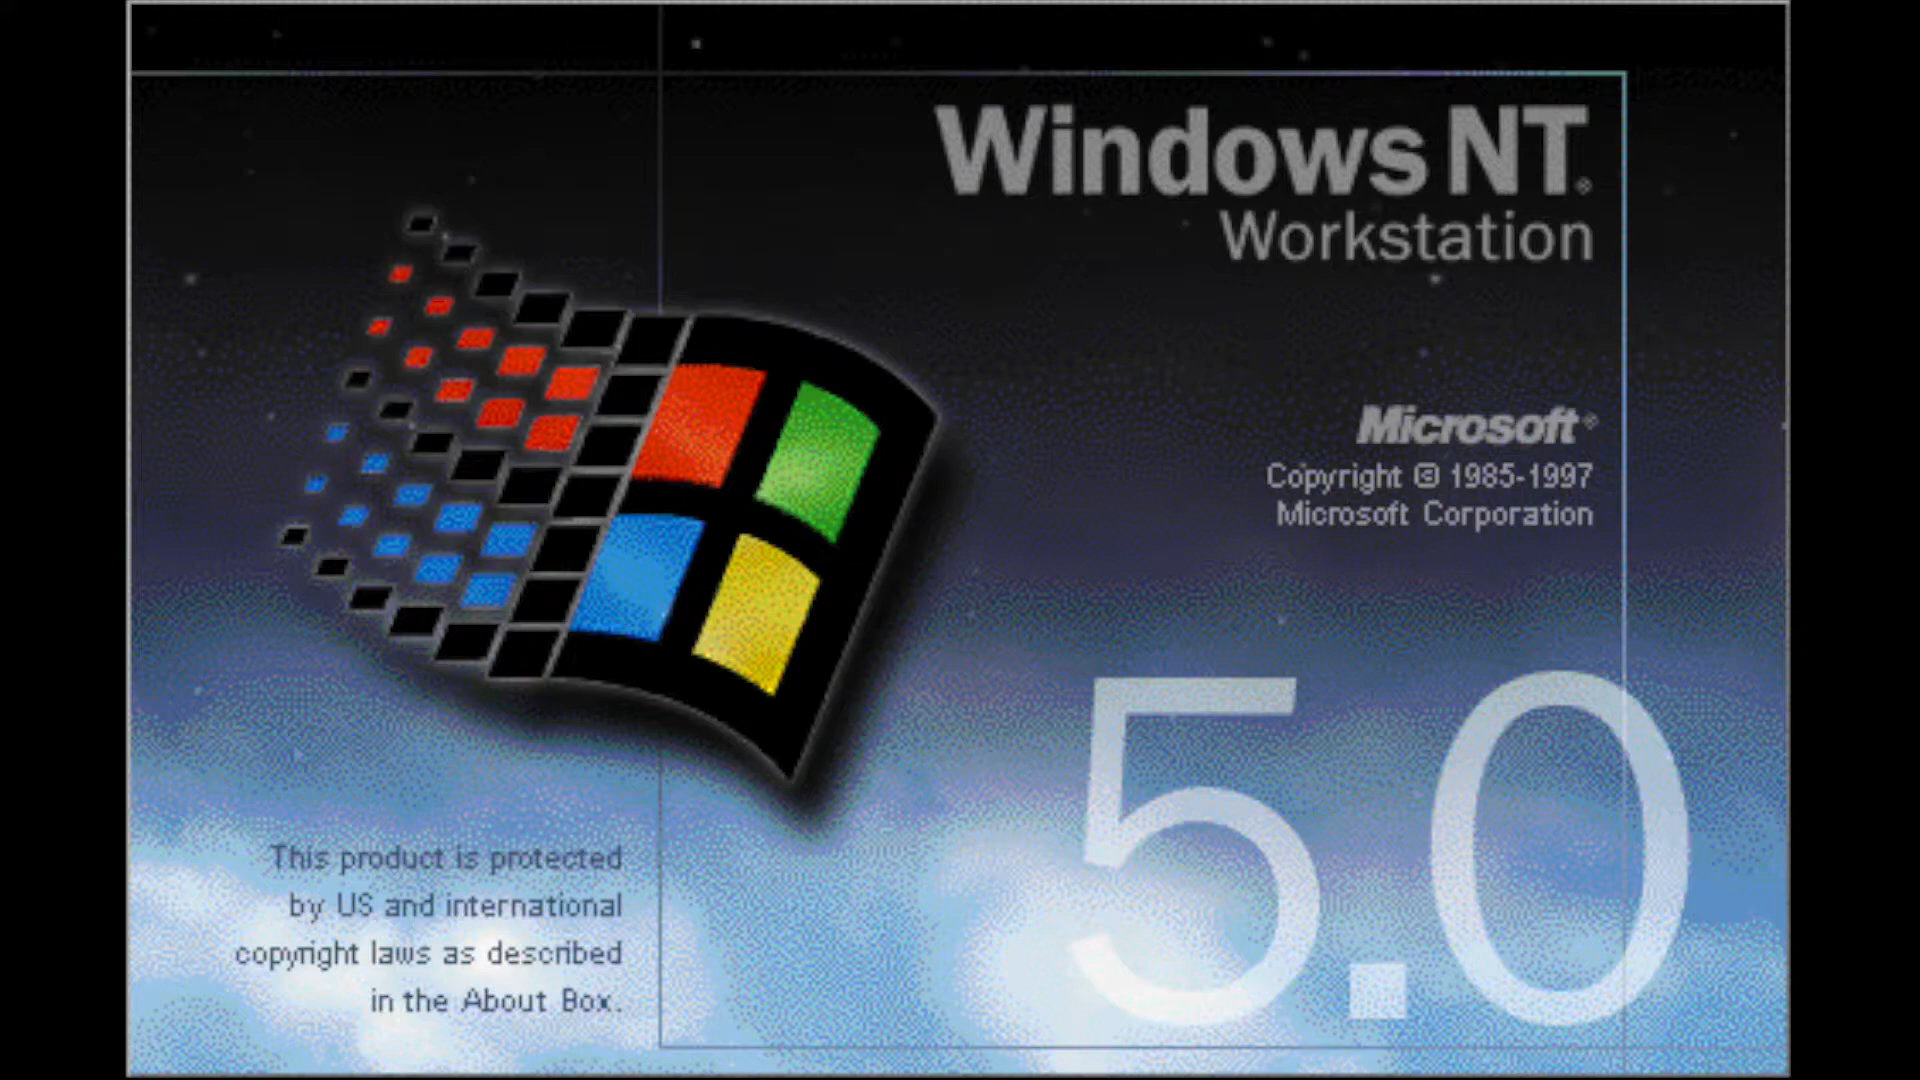 Windows NT®
Workstation
Microsoft®
Copyright © 1985-1997
Microsoft Corporation
5.0
This product is protected
by US and international
copyright laws as described
in the About Box.